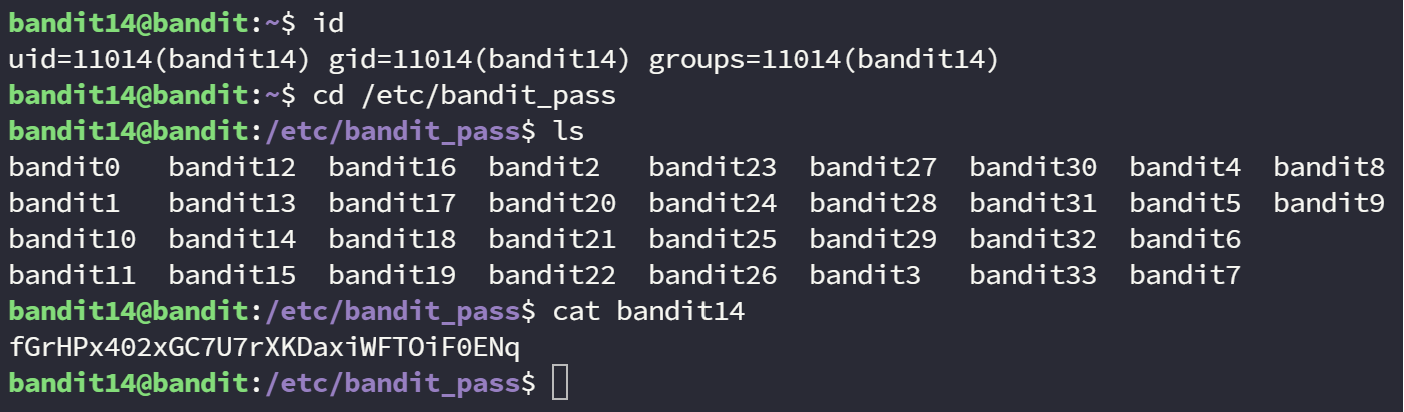 bandit14@bandit:~$ id
uid=11014(bandit14) gid=11014(bandit14) groups=11014(bandit14)
bandit14@bandit:~$ cd /etc/bandit_pass
bandit14@bandit:/etc/bandit_pass$ ls
bandit0   bandit12  bandit16  bandit2   bandit23  bandit27  bandit30  bandit4  bandit8
bandit1   bandit13  bandit17  bandit20  bandit24  bandit28  bandit31  bandit5  bandit9
bandit10  bandit14  bandit18  bandit21  bandit25  bandit29  bandit32  bandit6
bandit11  bandit15  bandit19  bandit22  bandit26  bandit3   bandit33  bandit7
bandit14@bandit:/etc/bandit_pass$ cat bandit14
fGrHPx402xGC7U7rXKDaxiWFTOiF0ENq
bandit14@bandit:/etc/bandit_pass$